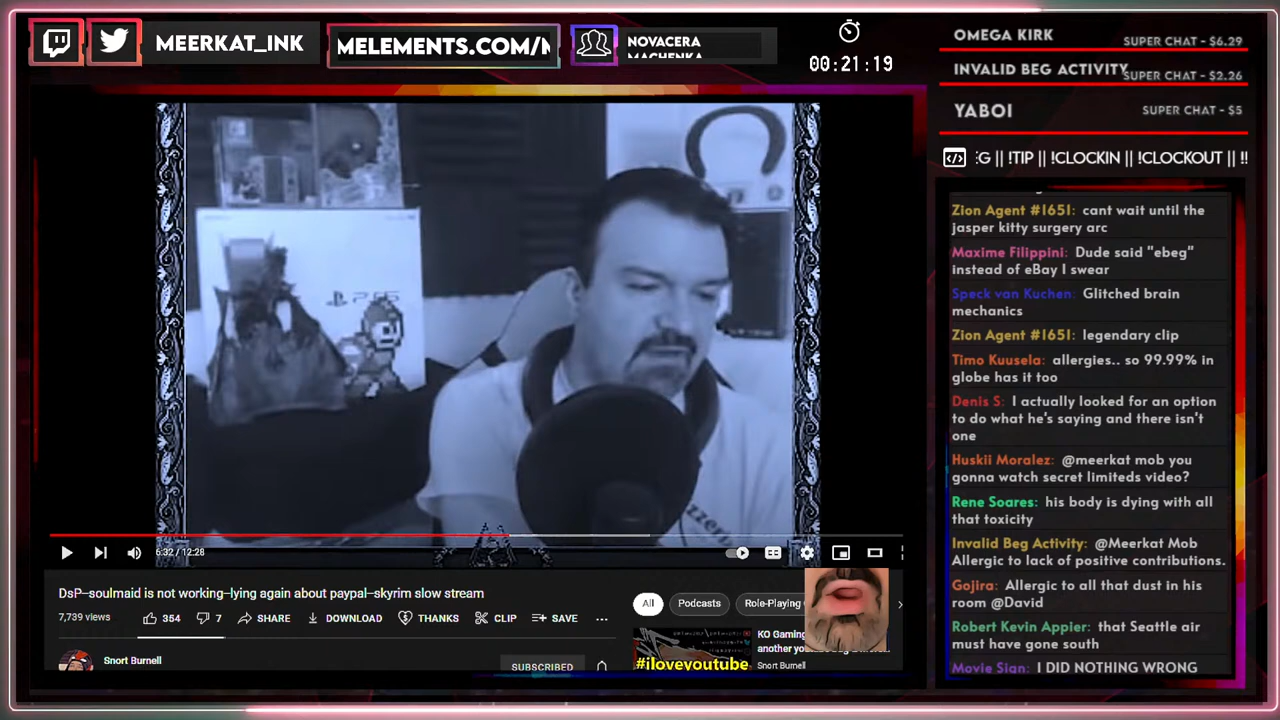 MEERKAT_INK
MELEMENTS.COM/
NOVACERA
MACHENKA
00:21:19
OMEGA KIRK
SUPER CHAT - $6.29
INVALID BEG ACTIVITY
SUPER CHAT - $2.26
YABOI
SUPER CHAT - $5
G || !TIP || !CLOCKIN || !CLOCKOUT || !!
Zion Agent #1651: cant wait until the
jasper kitty surgery arc
Maxime Filippini: Dude said "ebeg"
instead of eBay I swear
Speck van Kuchen: Glitched brain
mechanics
Zion Agent #1651: legendary clip
Timo Kuusela: allergies.. so 99.99% in
globe has it too
Denis S: I actually looked for an option
to do what he's saying and there isn't
one
Huskii Moralez: @meerkat mob you
gonna watch secret limiteds video?
Rene Soares: his body is dying with all
that toxicity
Invalid Beg Activity: @Meerkat Mob
Allergic to lack of positive contributions.
Gojira: Allergic to all that dust in his
room @David
Robert Kevin Appier: that Seattle air
must have gone south
Movie Sign: I DID NOTHING WRONG
PS5
6:32 / 12:28
DsP--soulmaid is not working--lying again about paypal--skyrim slow stream
7,739 views
354
7
SHARE
DOWNLOAD
THANKS
CLIP
SAVE
...
Snort Burnell
SUBSCRIBED
All
Podcasts
Role-Playing
KO Gaming
another
#iloveyoutube
Snort Burnell